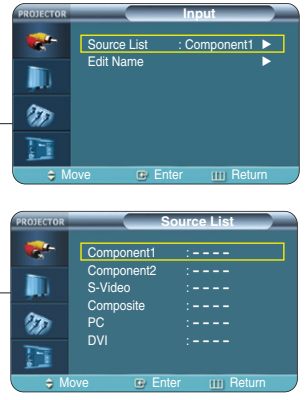 PROJECTOR Input
Source List : Component1 ▶
Edit Name ▶
Move Enter Return
PROJECTOR Source List
Component1 : – – – –
Component2 : – – – –
S-Video : – – – –
Composite : – – – –
PC : – – – –
DVI : – – – –
Move Enter Return